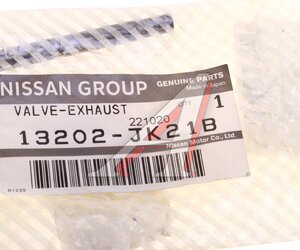 NISSAN GROUP
GENUINE PARTS
Made in Japan
VALVE-EXHAUST
QTY
1
221020
13202-JK21B
Nissan Motor Co., Ltd.